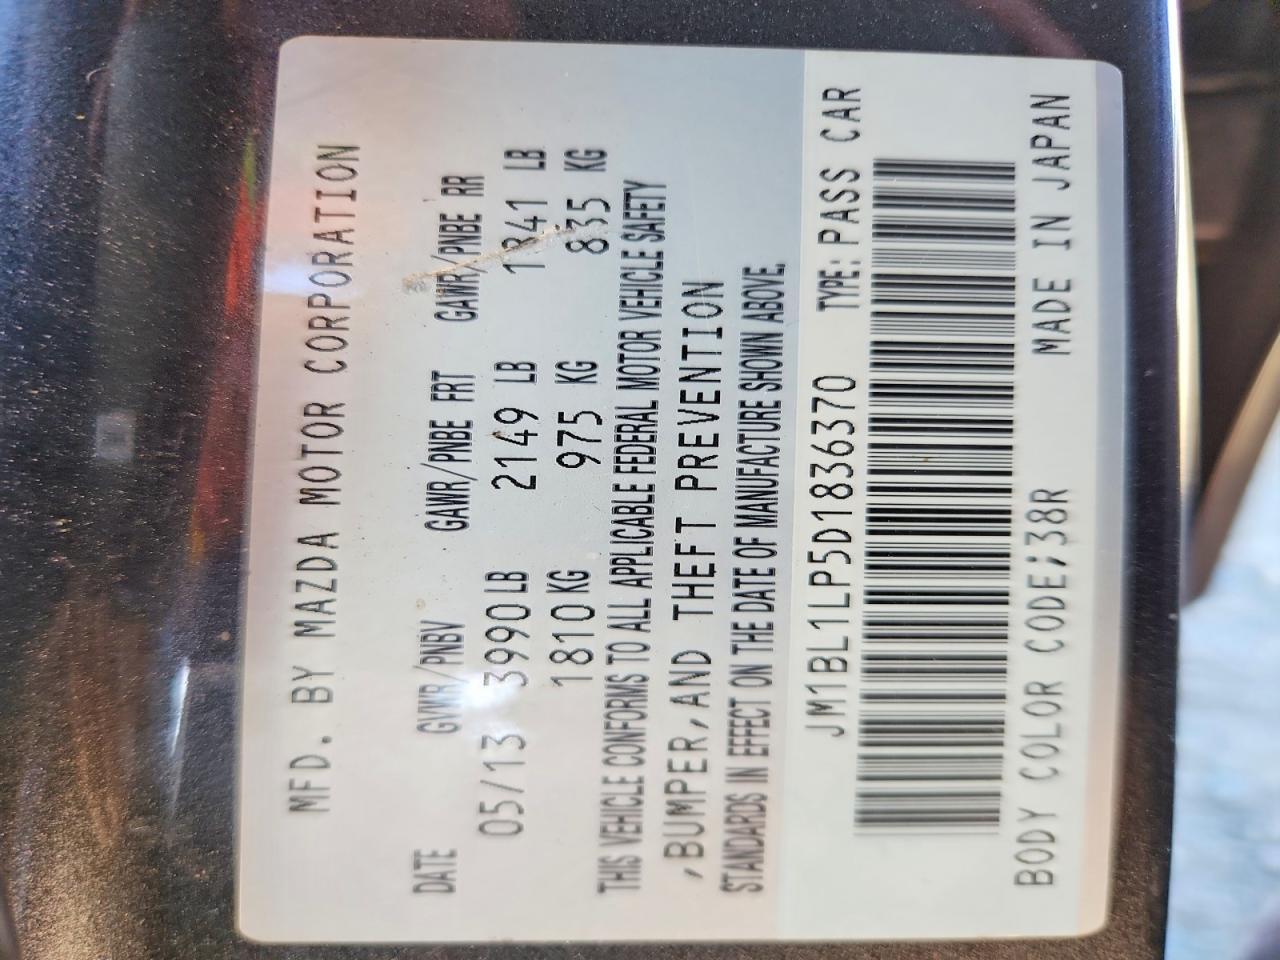 MFD. BY MAZDA MOTOR CORPORATION
DATE GVWR/PNBV GAWR/PNBE FRT GAWR/PNBE RR
05/13 3990 LB 2149 LB 1841 LB
1810 KG 975 KG 835 KG
THIS VEHICLE CONFORMS TO ALL APPLICABLE FEDERAL MOTOR VEHICLE SAFETY
,BUMPER,AND THEFT PREVENTION
STANDARDS IN EFFECT ON THE DATE OF MANUFACTURE SHOWN ABOVE.
JM1BL1LP5D1836370 TYPE: PASS CAR
BODY COLOR CODE;38R MADE IN JAPAN